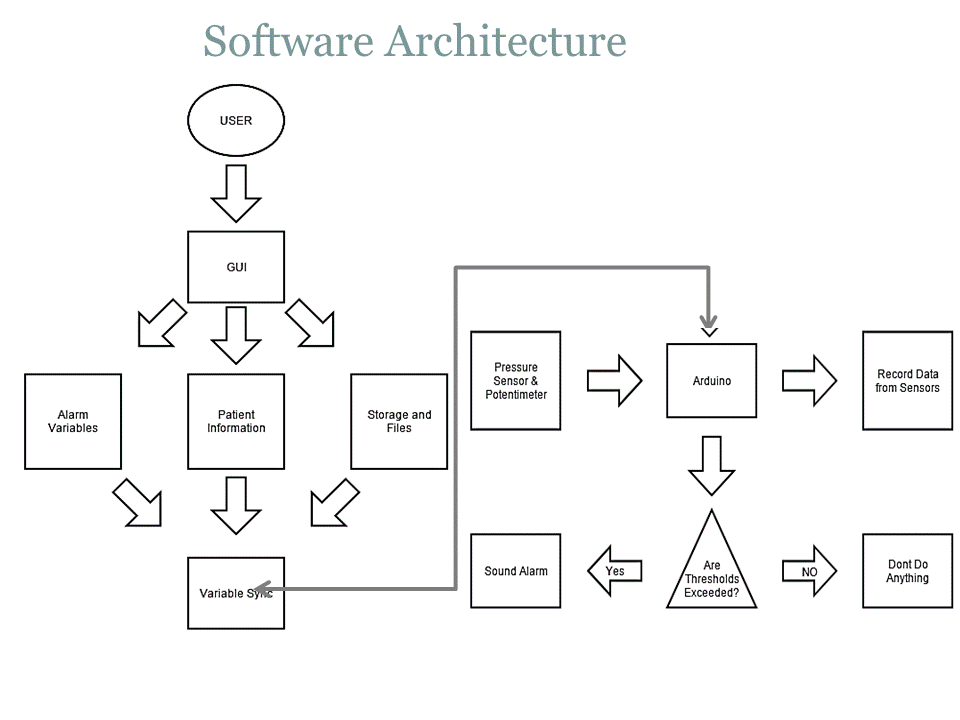 Software Architecture
USER
GUI
Alarm
Variables
Patient
Information
Storage and
Files
Variable Sync
Pressure
Sensor &
Potentimeter
Arduino
Record Data
from Sensors
Are
Thresholds
Exceeded?
Yes
Sound Alarm
NO
Dont Do
Anything